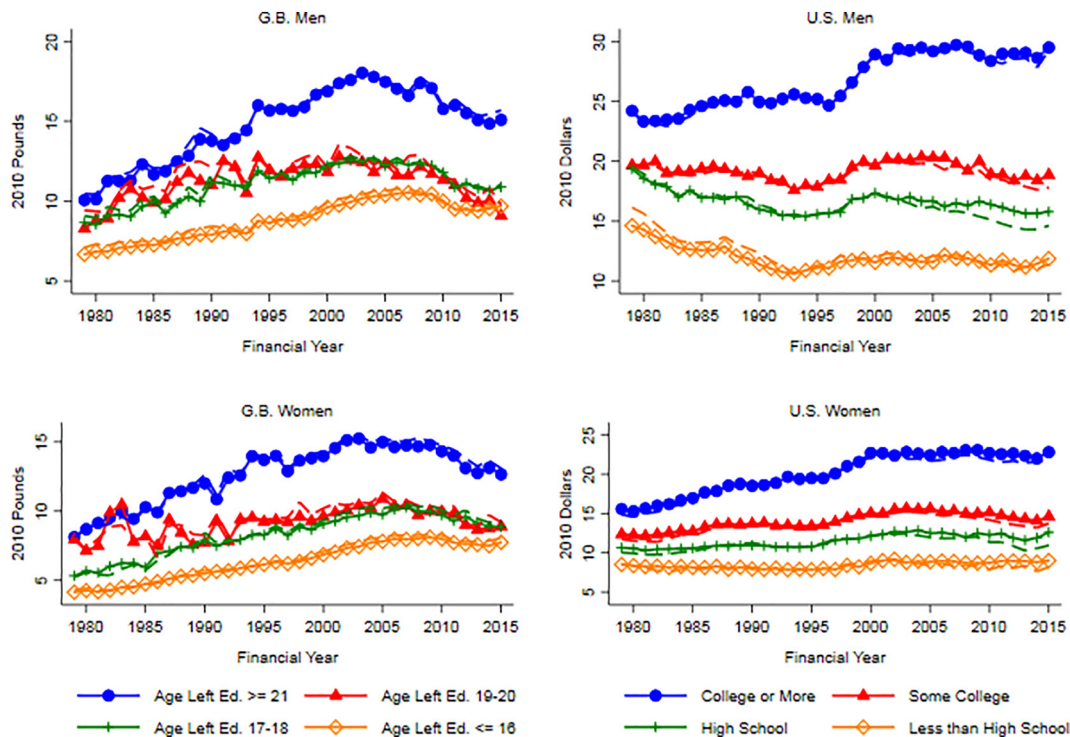 G.B. Men
20
15
10
5
2010 Pounds
1980 1985 1990 1995 2000 2005 2010 2015
Financial Year
U.S. Men
30
25
20
15
10
2010 Dollars
1980 1985 1990 1995 2000 2005 2010 2015
Financial Year
G.B. Women
15
10
5
2010 Pounds
1980 1985 1990 1995 2000 2005 2010 2015
Financial Year
U.S. Women
25
20
15
10
5
2010 Dollars
1980 1985 1990 1995 2000 2005 2010 2015
Financial Year
Age Left Ed. >= 21 Age Left Ed. 19-20
Age Left Ed. 17-18 Age Left Ed. <= 16
College or More Some College
High School Less than High School